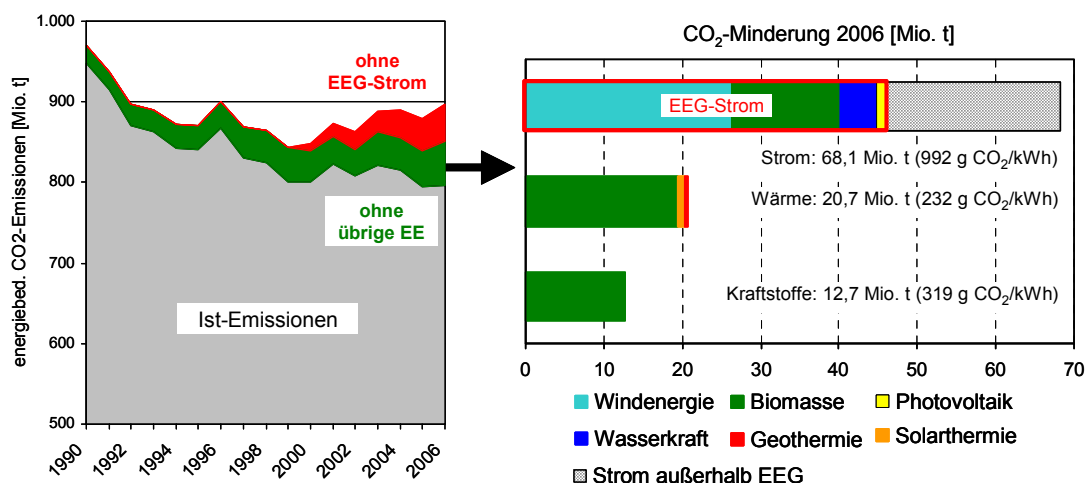 energiebed. CO2-Emissionen [Mio. t]
1.000
900
800
700
600
500
ohne
EEG-Strom
ohne
übrige EE
Ist-Emissionen
1990
1992
1994
1996
1998
2000
2002
2004
2006
CO₂-Minderung 2006 [Mio. t]
EEG-Strom
Strom: 68,1 Mio. t (992 g CO₂/kWh)
Wärme: 20,7 Mio. t (232 g CO₂/kWh)
Kraftstoffe: 12,7 Mio. t (319 g CO₂/kWh)
0 10 20 30 40 50 60 70
Windenergie Biomasse Photovoltaik
Wasserkraft Geothermie Solarthermie
Strom außerhalb EEG